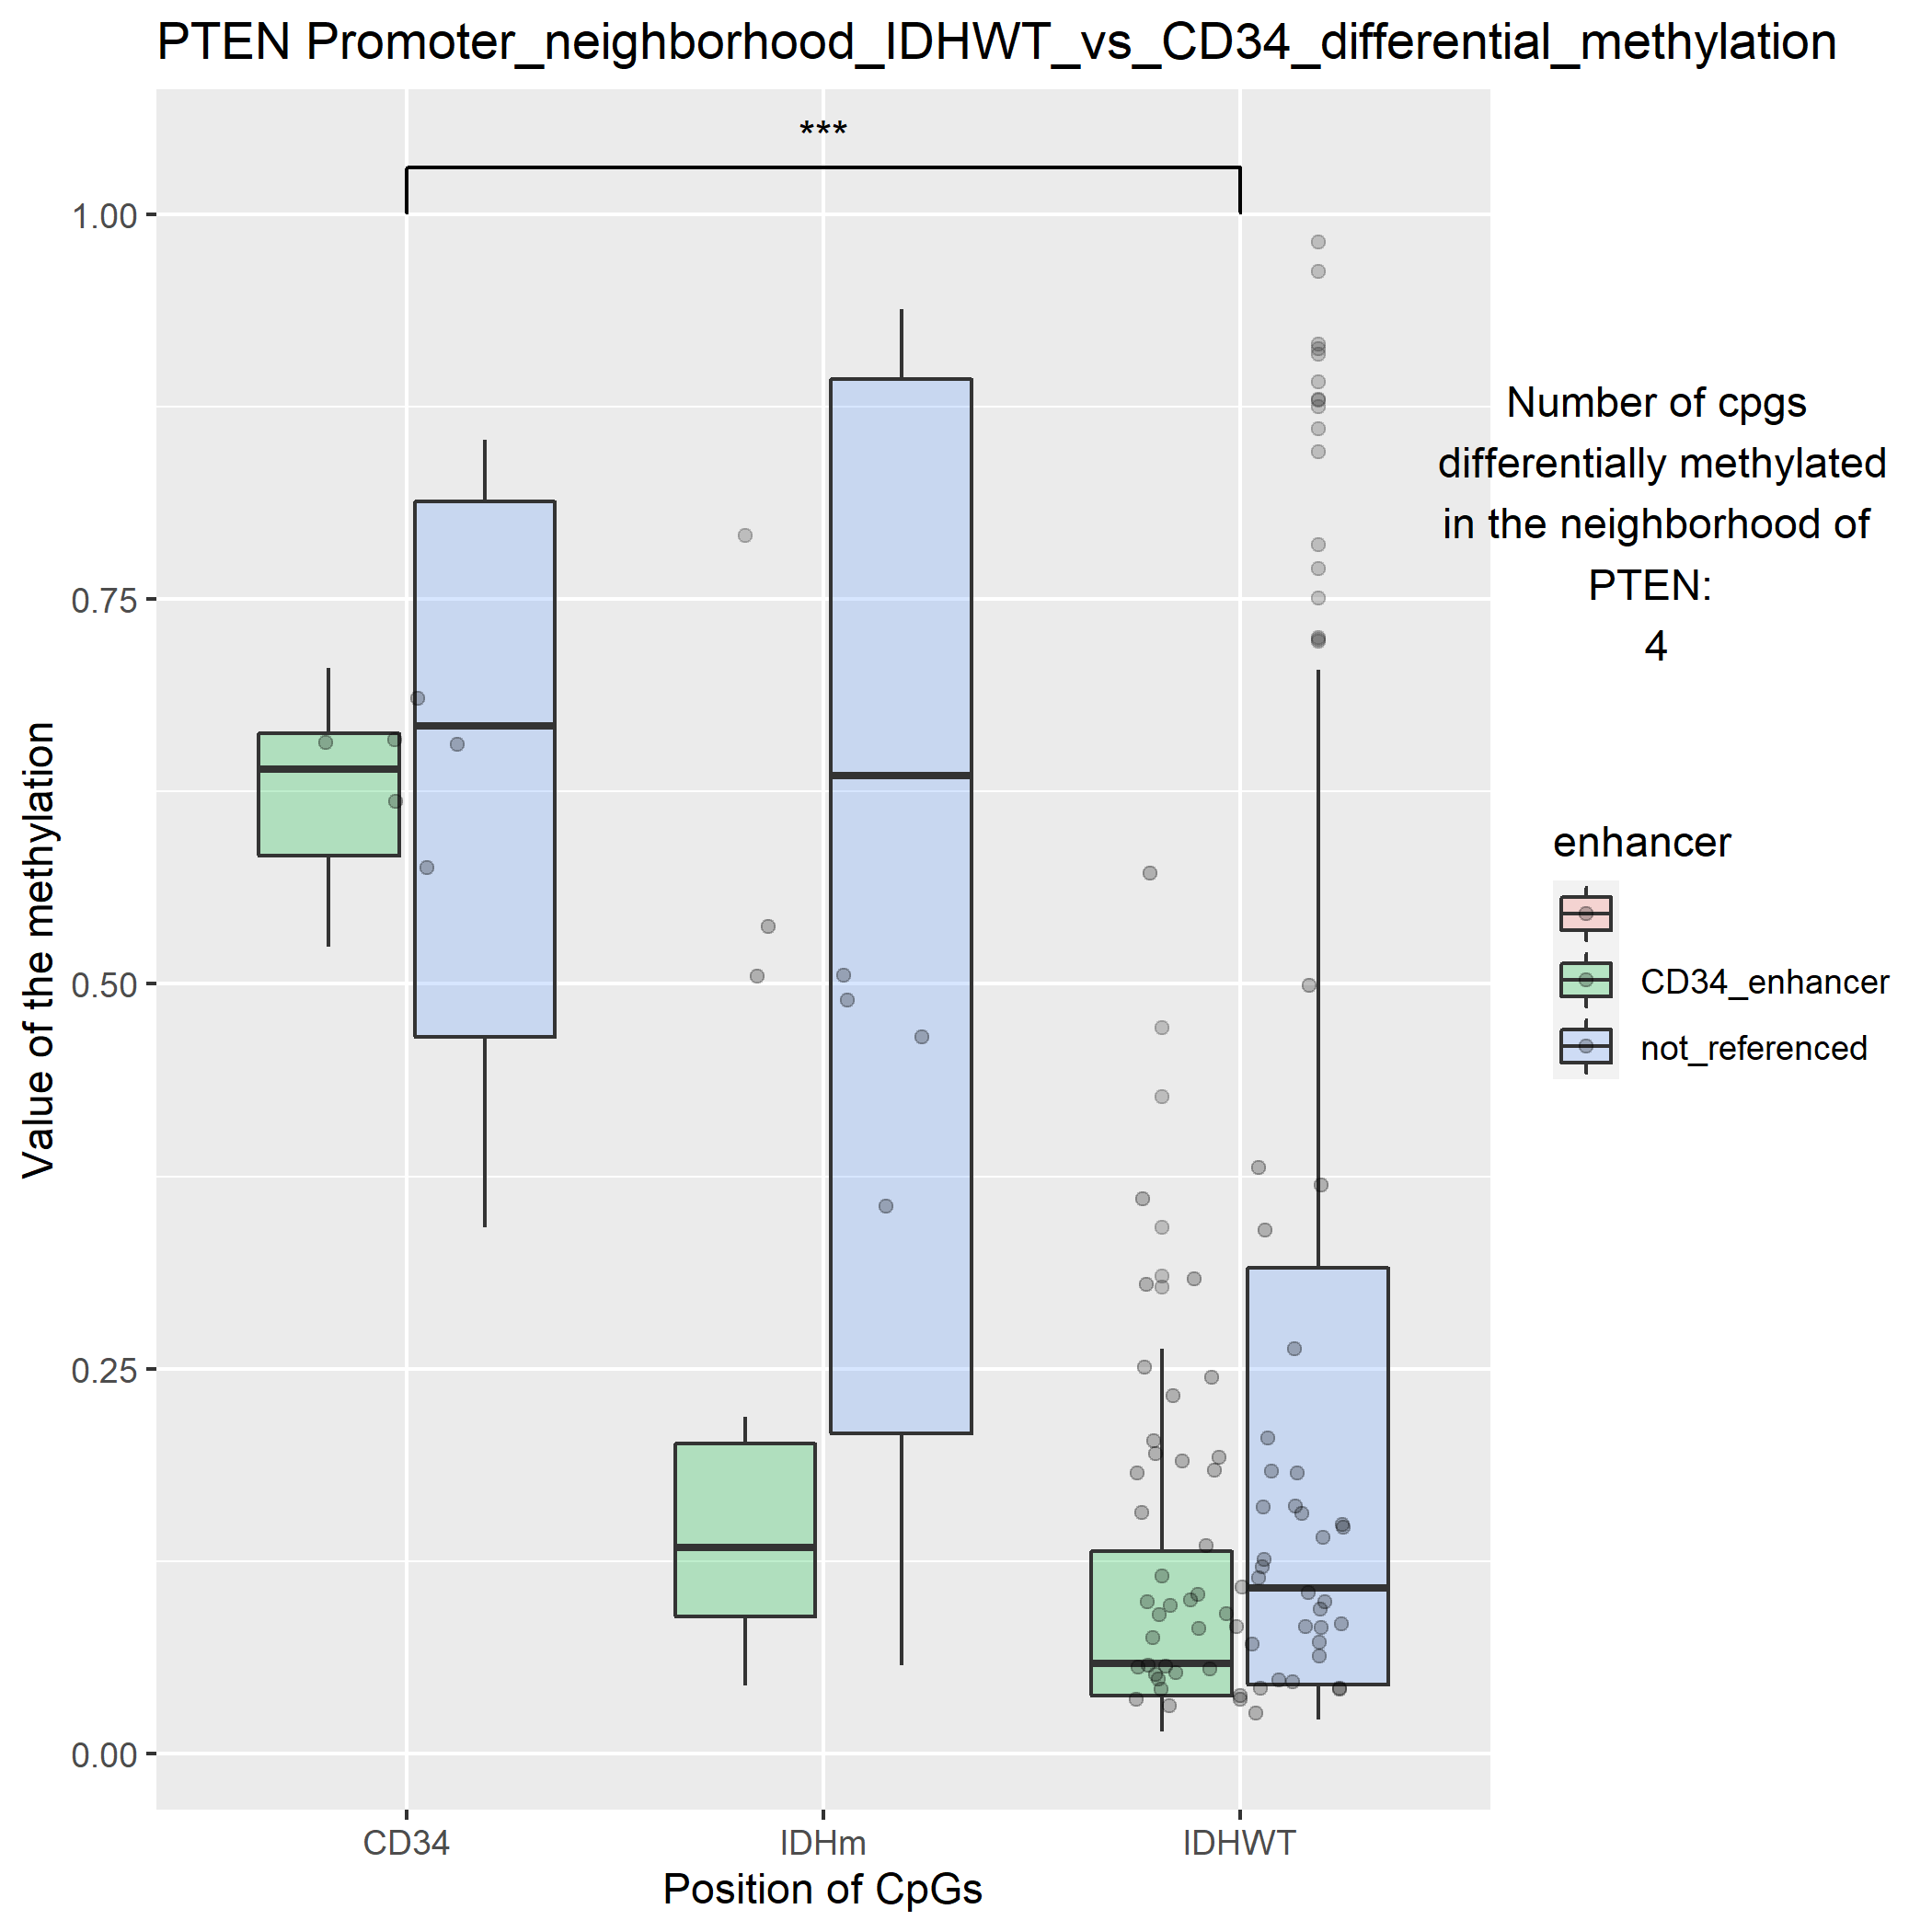 PTEN Promoter_neighborhood_IDHWT_vs_CD34_differential_methylation
***
1.00
0.75
0.50
0.25
0.00
Value of the methylation
CD34
IDHm
IDHWT
Position of CpGs
Number of cpgs
differentially methylated
in the neighborhood of
PTEN:
4
enhancer
CD34_enhancer
not_referenced